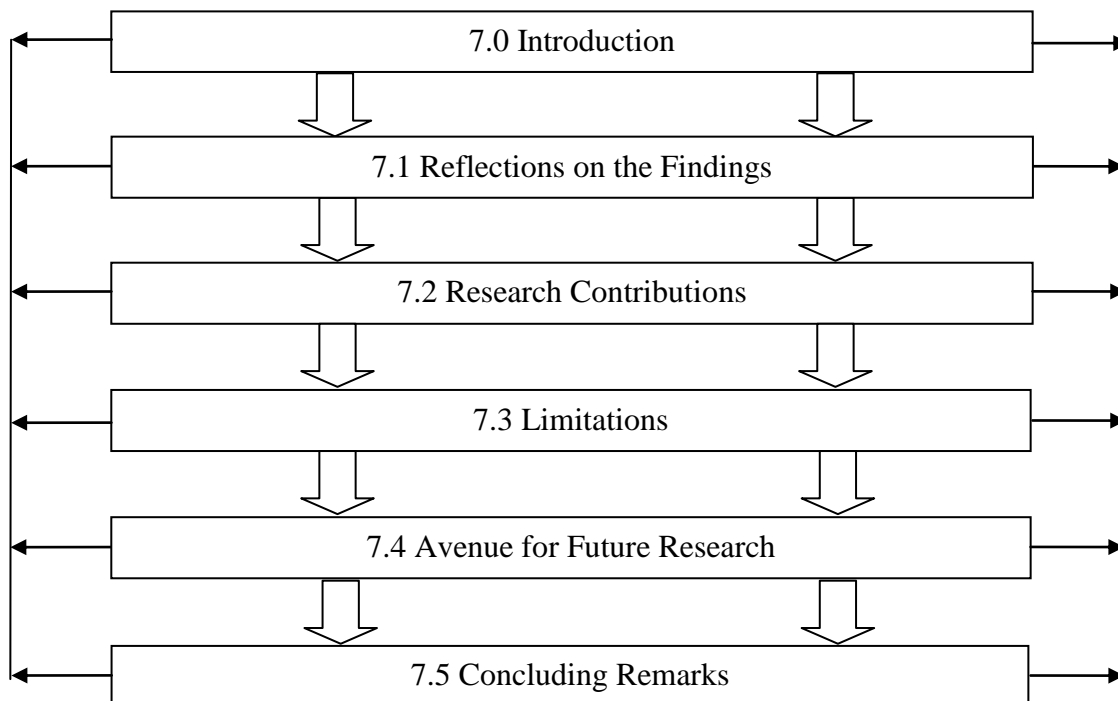 7.0 Introduction
7.1 Reflections on the Findings
7.2 Research Contributions
7.3 Limitations
7.4 Avenue for Future Research
7.5 Concluding Remarks